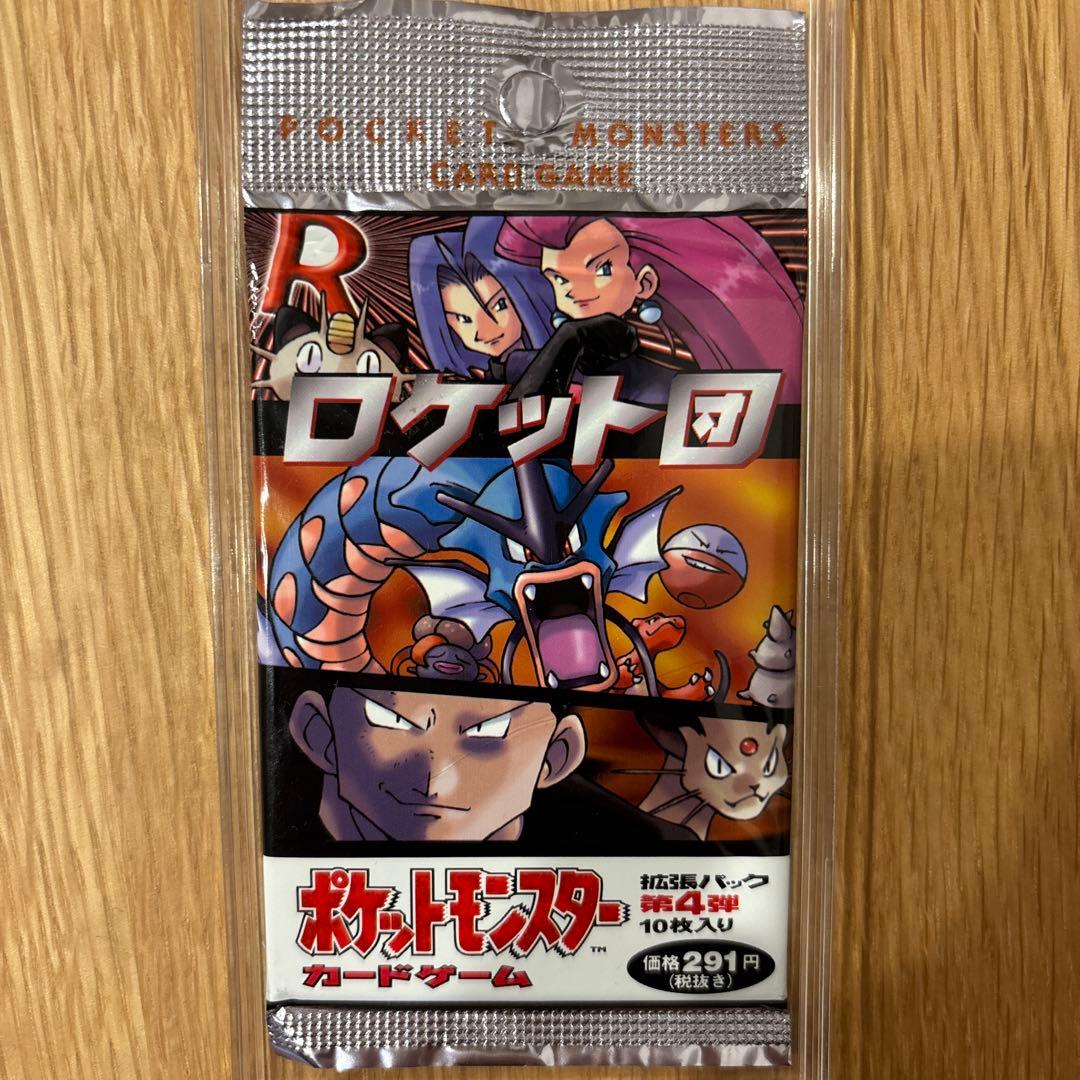 POCKET MONSTERS
CARD GAME
R
ロケット団
ポケットモンスター™
カードゲーム
拡張パック
第4弾
10枚入り
価格291円
(税抜き)